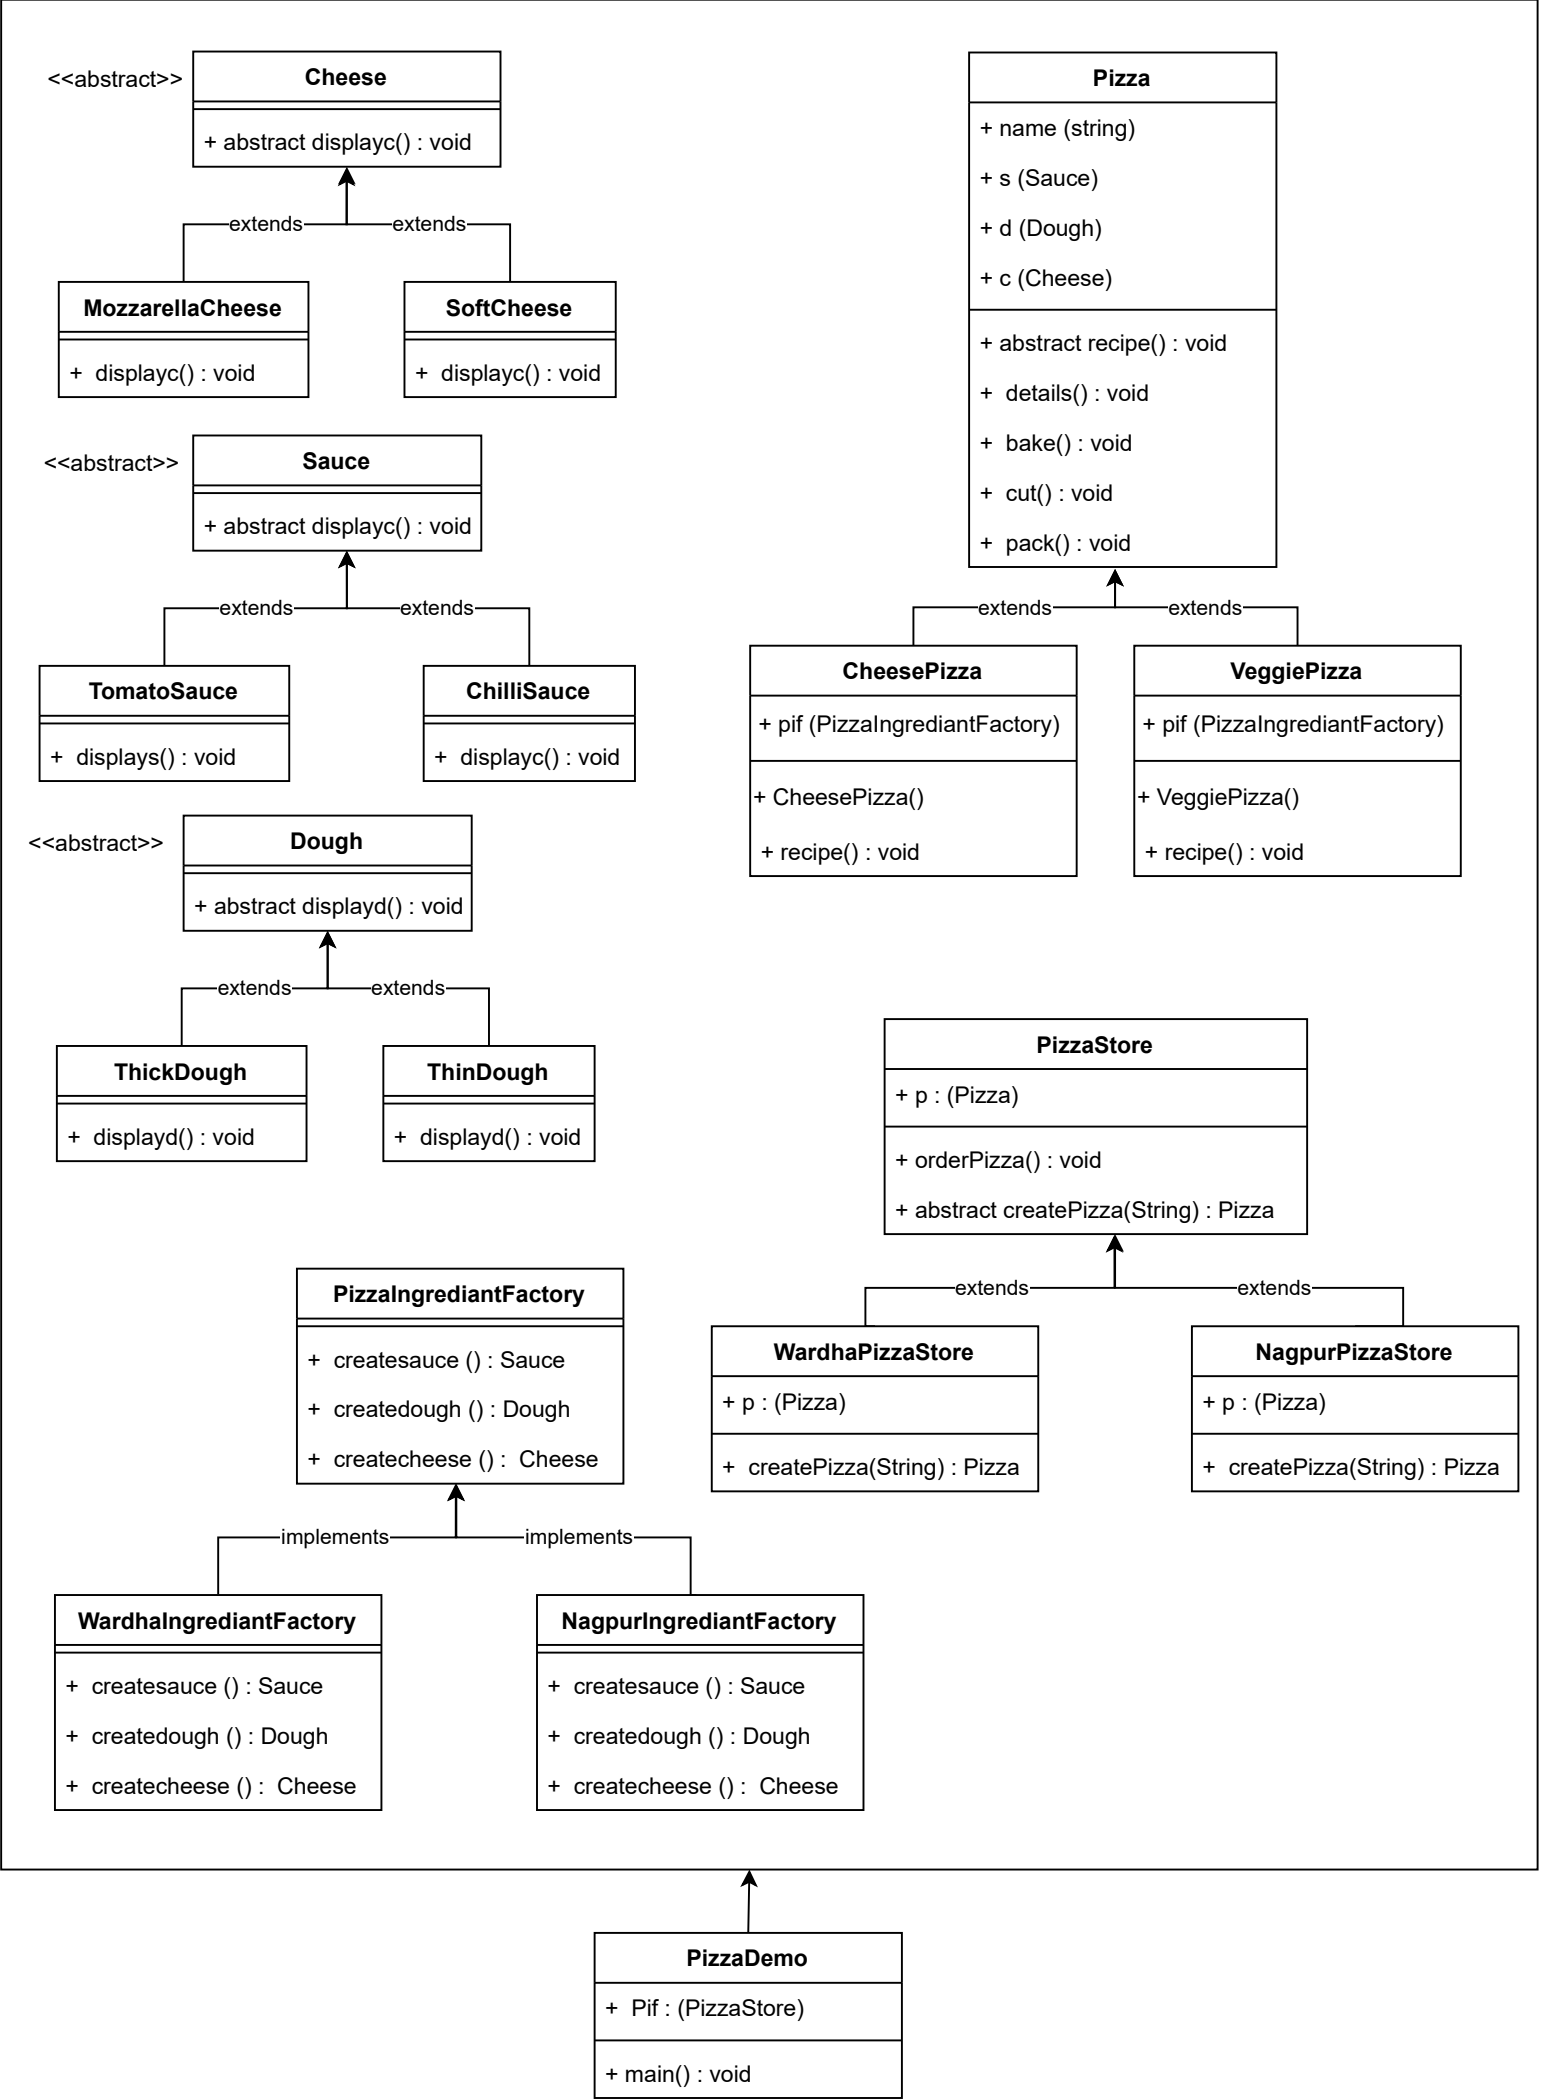 <<abstract>>
Cheese
+ abstract displayc() : void
extends
extends
MozzarellaCheese
+ displayc() : void
SoftCheese
+ displayc() : void
<<abstract>>
Sauce
+ abstract displayc() : void
extends
extends
TomatoSauce
+ displays() : void
ChilliSauce
+ displayc() : void
<<abstract>>
Dough
+ abstract displayd() : void
extends
extends
ThickDough
+ displayd() : void
ThinDough
+ displayd() : void
Pizza
+ name (string)
+ s (Sauce)
+ d (Dough)
+ c (Cheese)
+ abstract recipe() : void
+ details() : void
+ bake() : void
+ cut() : void
+ pack() : void
extends
extends
CheesePizza
+ pif (PizzaIngrediantFactory)
+ CheesePizza()
+ recipe() : void
VeggiePizza
+ pif (PizzaIngrediantFactory)
+ VeggiePizza()
+ recipe() : void
PizzaStore
+ p : (Pizza)
+ orderPizza() : void
+ abstract createPizza(String) : Pizza
extends
extends
WardhaPizzaStore
+ p : (Pizza)
+ createPizza(String) : Pizza
NagpurPizzaStore
+ p : (Pizza)
+ createPizza(String) : Pizza
PizzaIngrediantFactory
+ createsauce () : Sauce
+ createdough () : Dough
+ createcheese () : Cheese
implements
implements
WardhaIngrediantFactory
+ createsauce () : Sauce
+ createdough () : Dough
+ createcheese () : Cheese
NagpurIngrediantFactory
+ createsauce () : Sauce
+ createdough () : Dough
+ createcheese () : Cheese
PizzaDemo
+ Pif : (PizzaStore)
+ main() : void